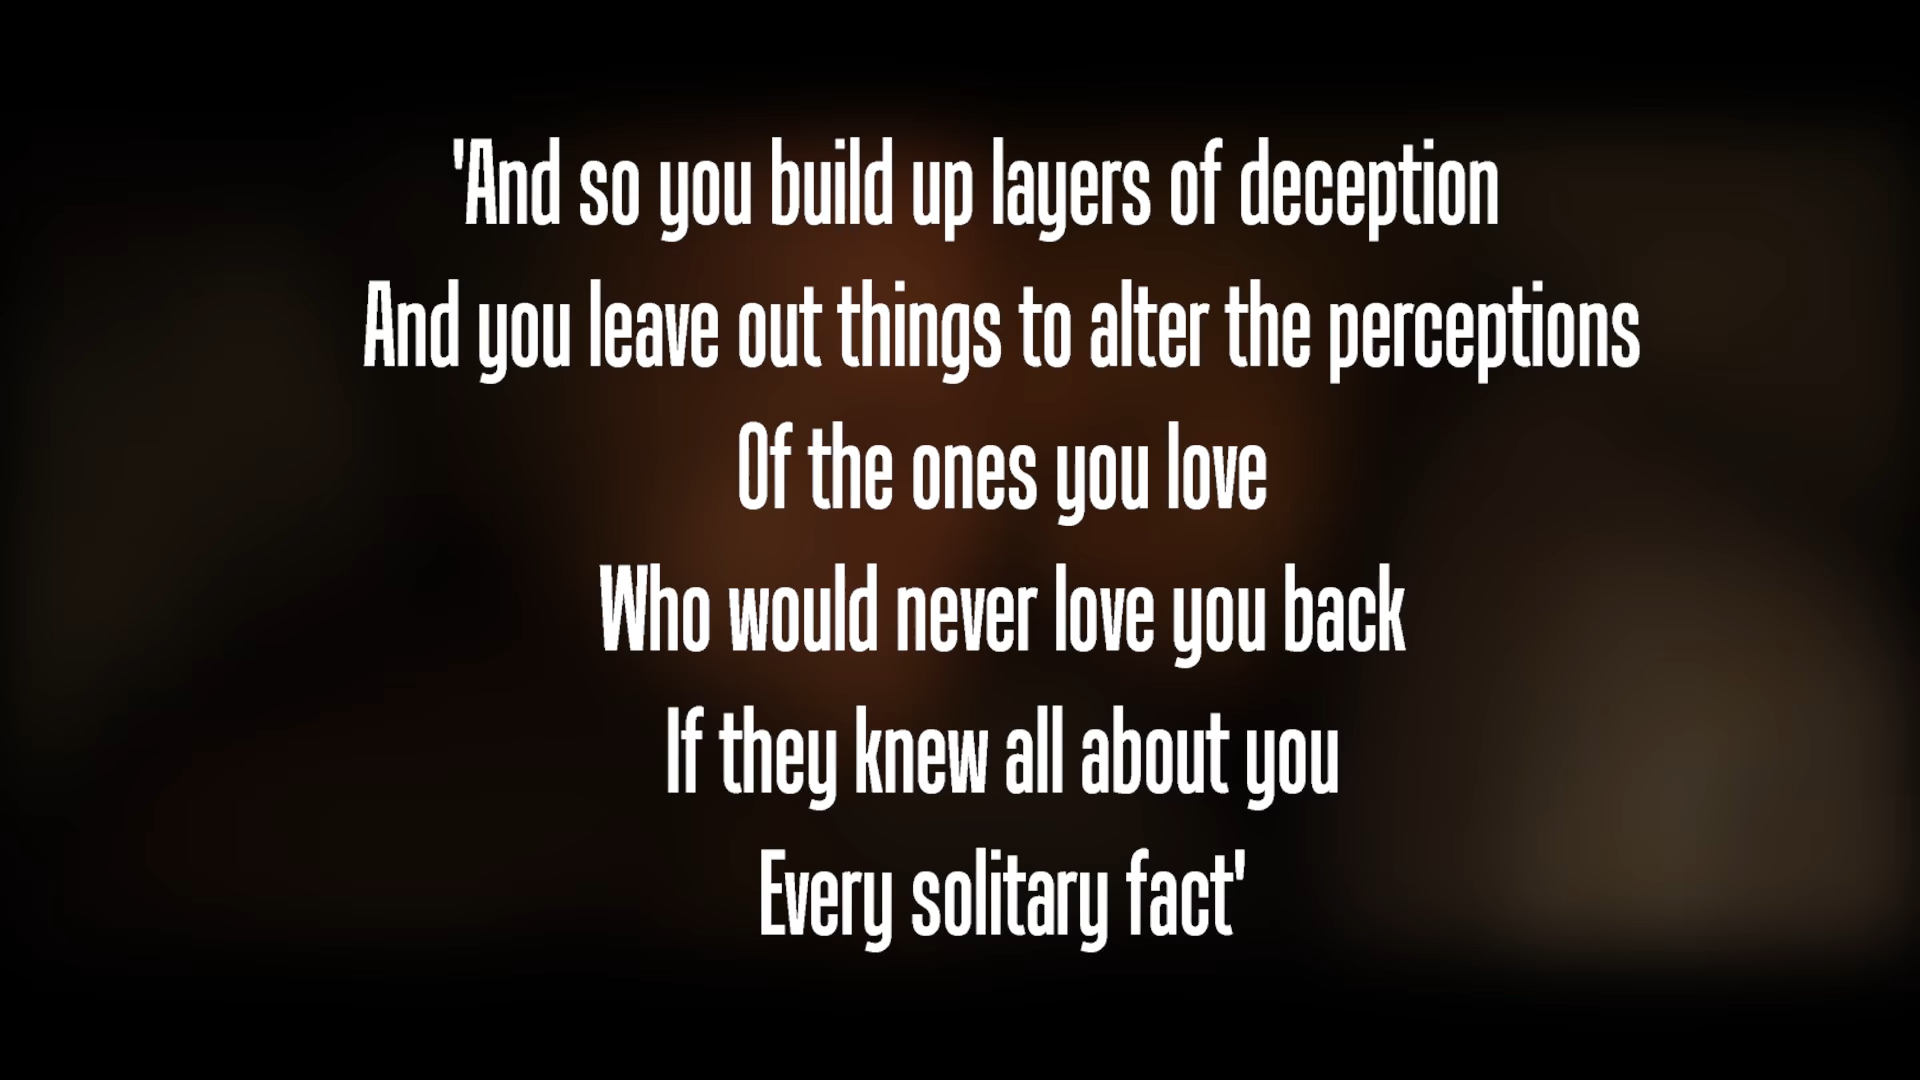 'And so you build up layers of deception
And you leave out things to alter the perceptions
Of the ones you love
Who would never love you back
If they knew all about you
Every solitary fact'